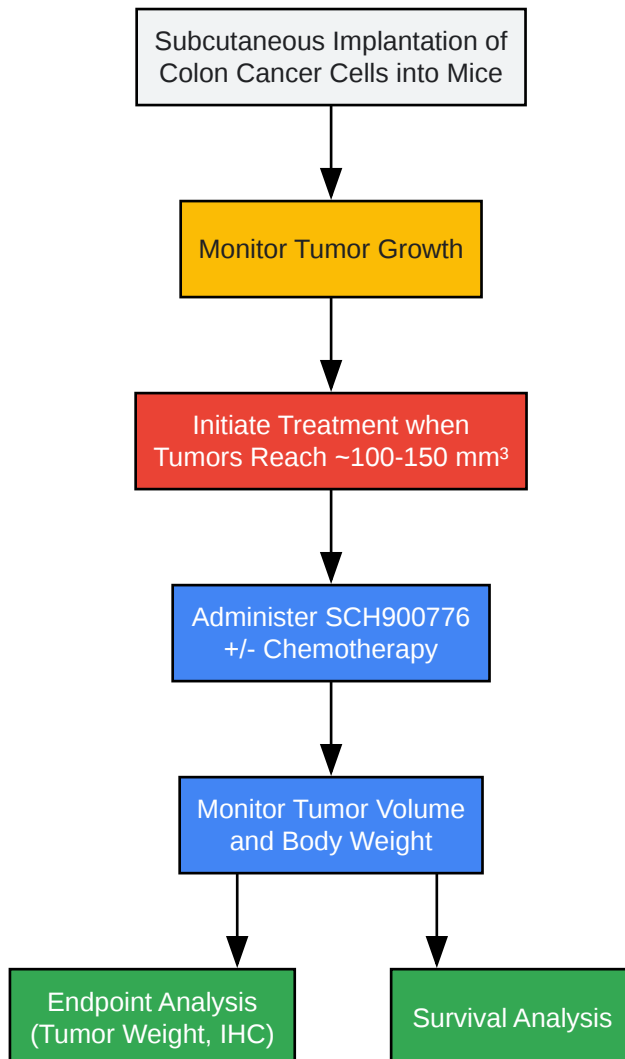 Subcutaneous Implantation of
Colon Cancer Cells into Mice
Monitor Tumor Growth
Initiate Treatment when
Tumors Reach ~100-150 mm³
Administer SCH900776
+/- Chemotherapy
Monitor Tumor Volume
and Body Weight
Endpoint Analysis
(Tumor Weight, IHC)
Survival Analysis